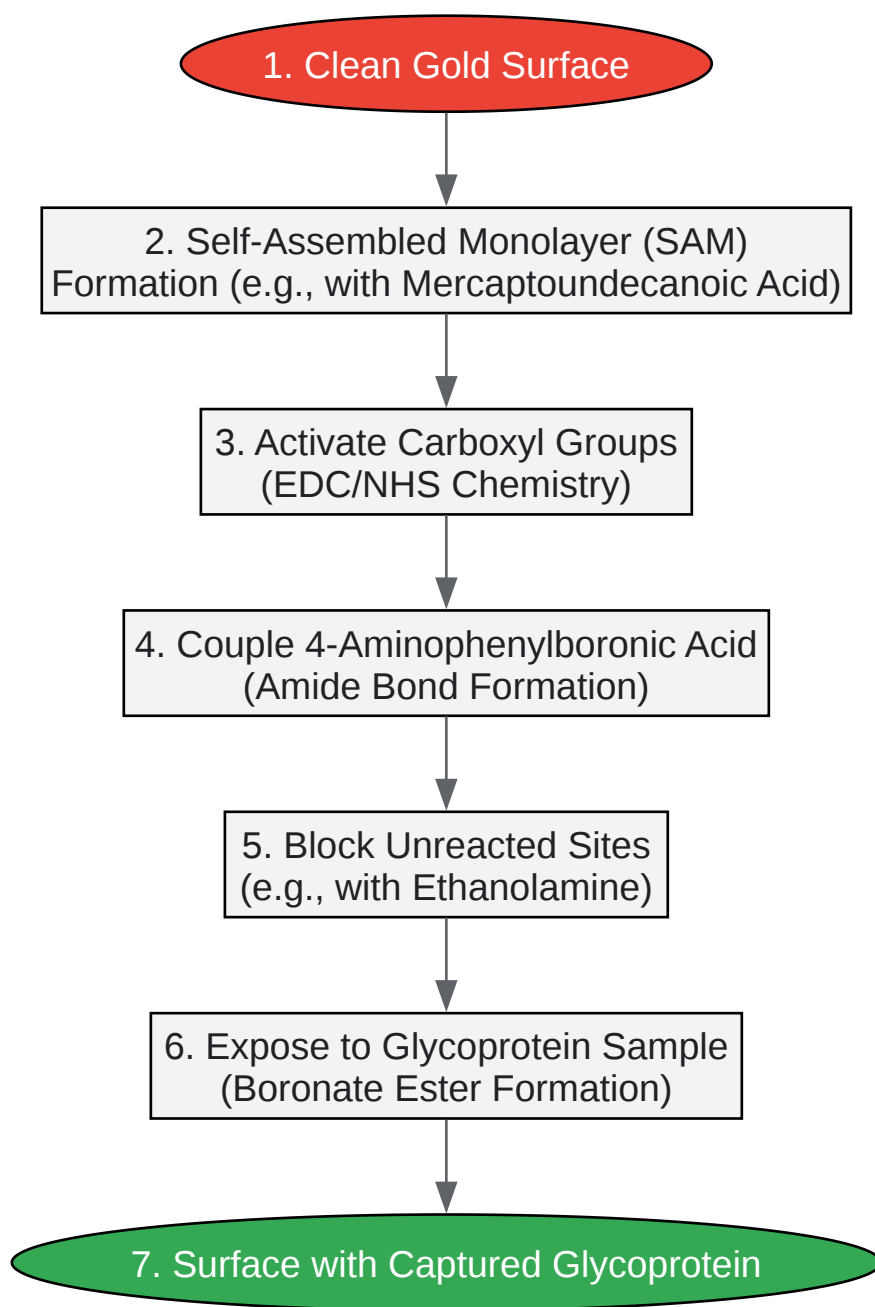 1. Clean Gold Surface
2. Self-Assembled Monolayer (SAM)
Formation (e.g., with Mercaptoundecanoic Acid)
3. Activate Carboxyl Groups
(EDC/NHS Chemistry)
4. Couple 4-Aminophenylboronic Acid
(Amide Bond Formation)
5. Block Unreacted Sites
(e.g., with Ethanolamine)
6. Expose to Glycoprotein Sample
(Boronate Ester Formation)
7. Surface with Captured Glycoprotein